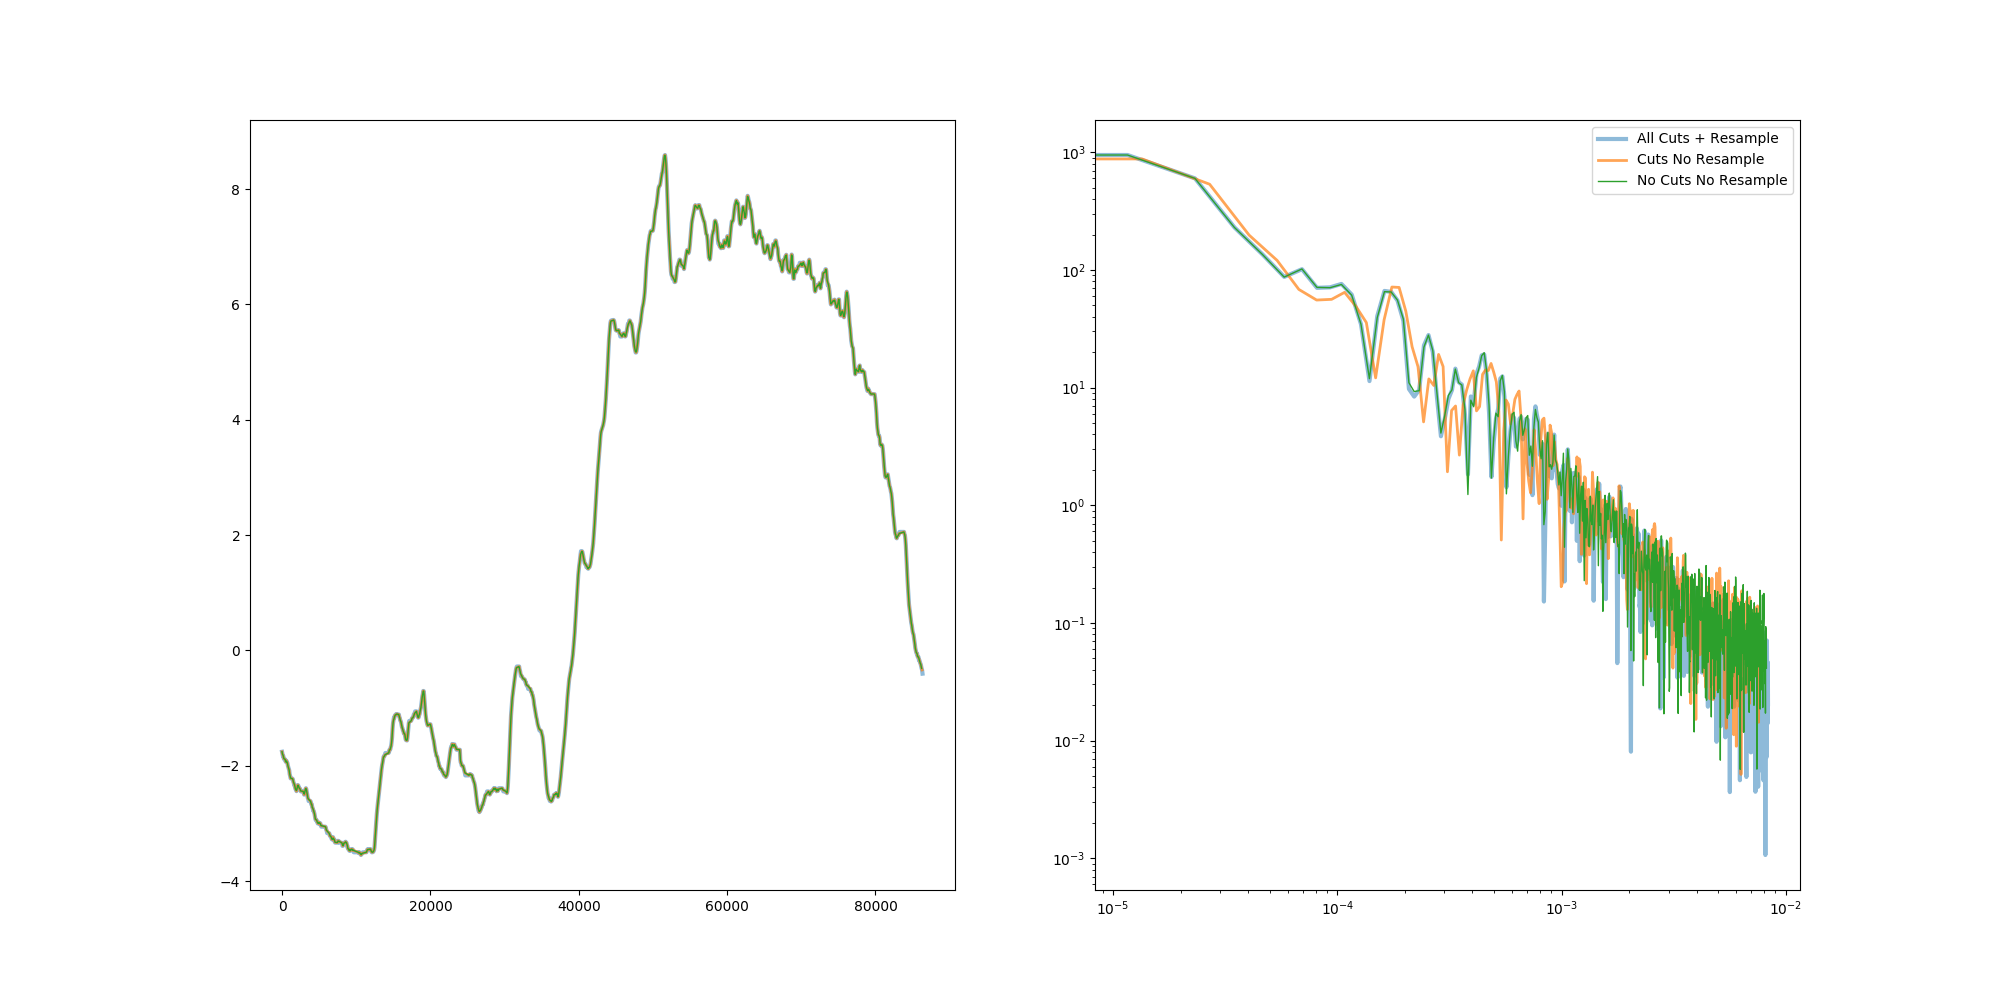 8
6
4
2
0
−2
−4
0 20000 40000 60000 80000
10³
10²
10¹
10⁰
10⁻¹
10⁻²
10⁻³
10⁻⁵ 10⁻⁴ 10⁻³ 10⁻²
All Cuts + Resample
Cuts No Resample
No Cuts No Resample